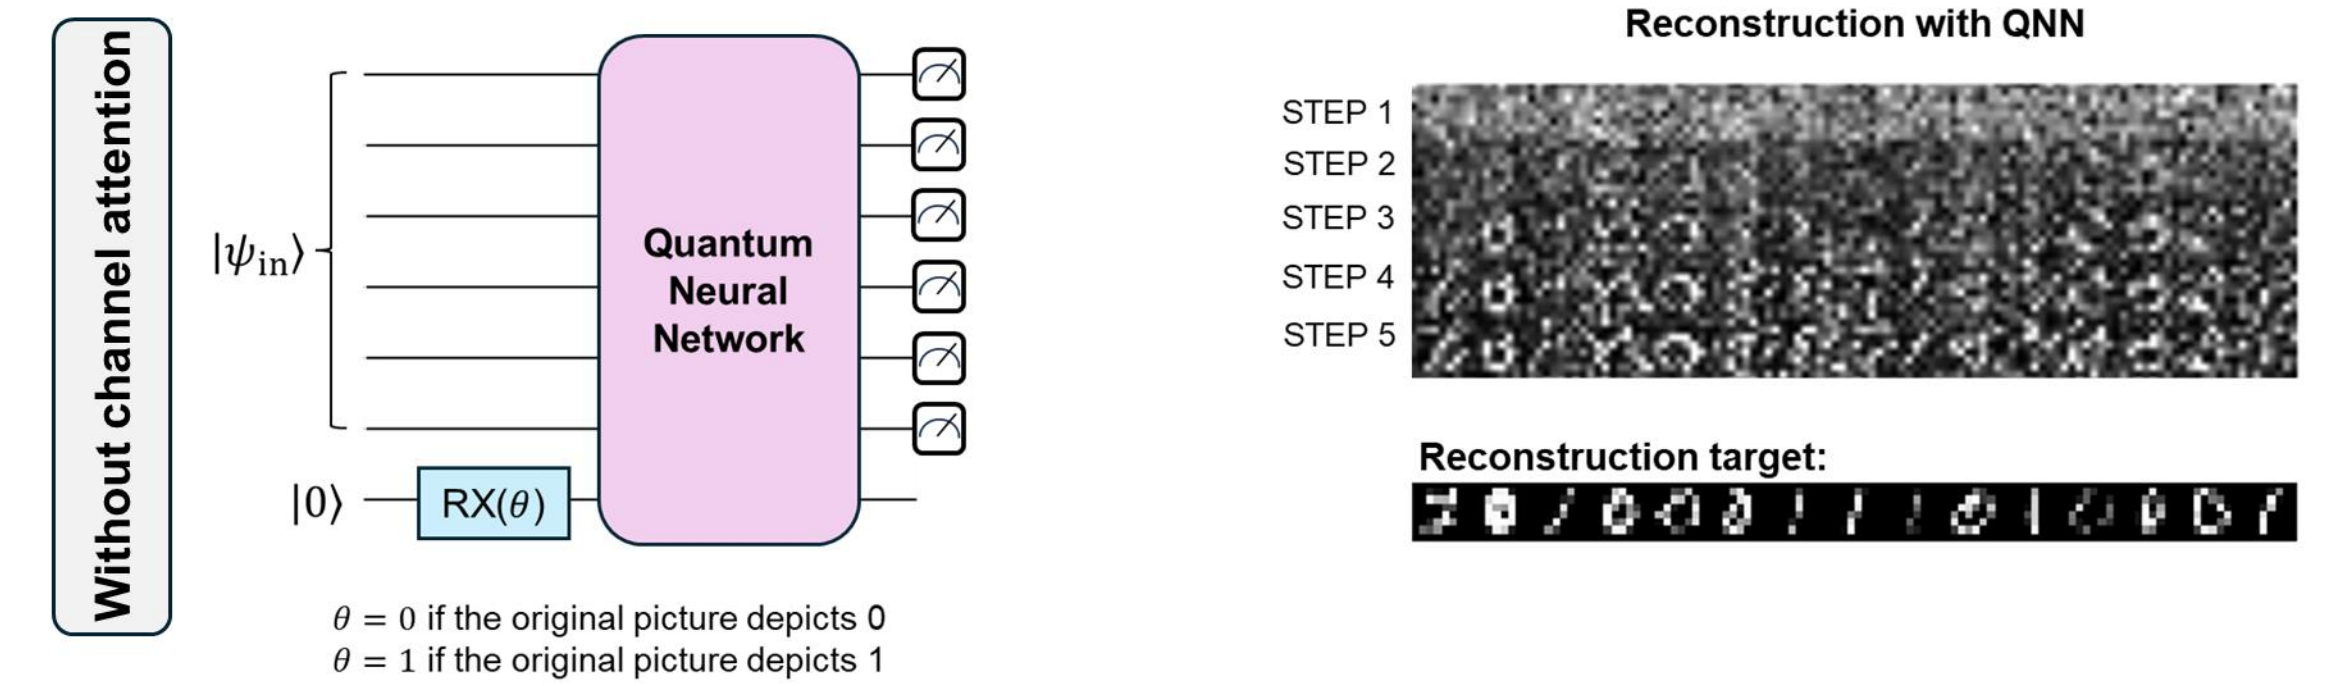 Without channel attention
|ψin⟩
|0⟩
RX(θ)
Quantum
Neural
Network
θ = 0 if the original picture depicts 0
θ = 1 if the original picture depicts 1
Reconstruction with QNN
STEP 1
STEP 2
STEP 3
STEP 4
STEP 5
Reconstruction target: